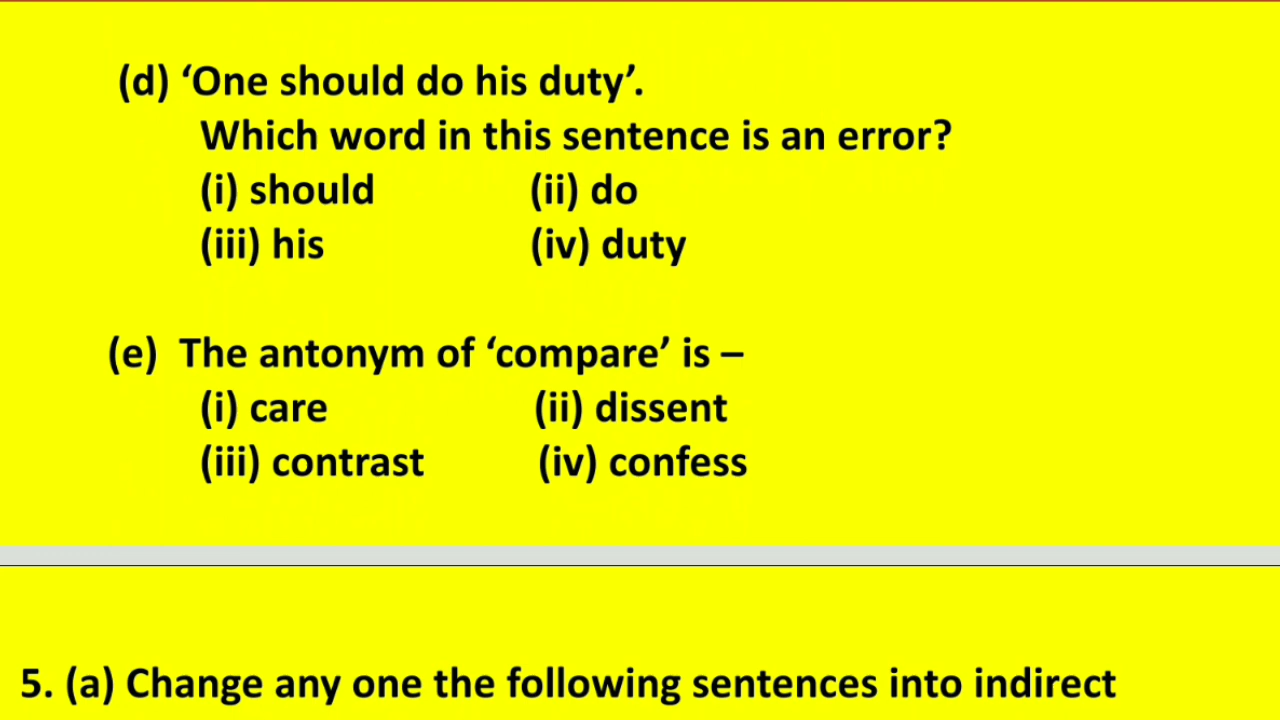 (d) ‘One should do his duty’.
Which word in this sentence is an error?
(i) should (ii) do
(iii) his (iv) duty
(e) The antonym of ‘compare’ is –
(i) care (ii) dissent
(iii) contrast (iv) confess
5. (a) Change any one the following sentences into indirect